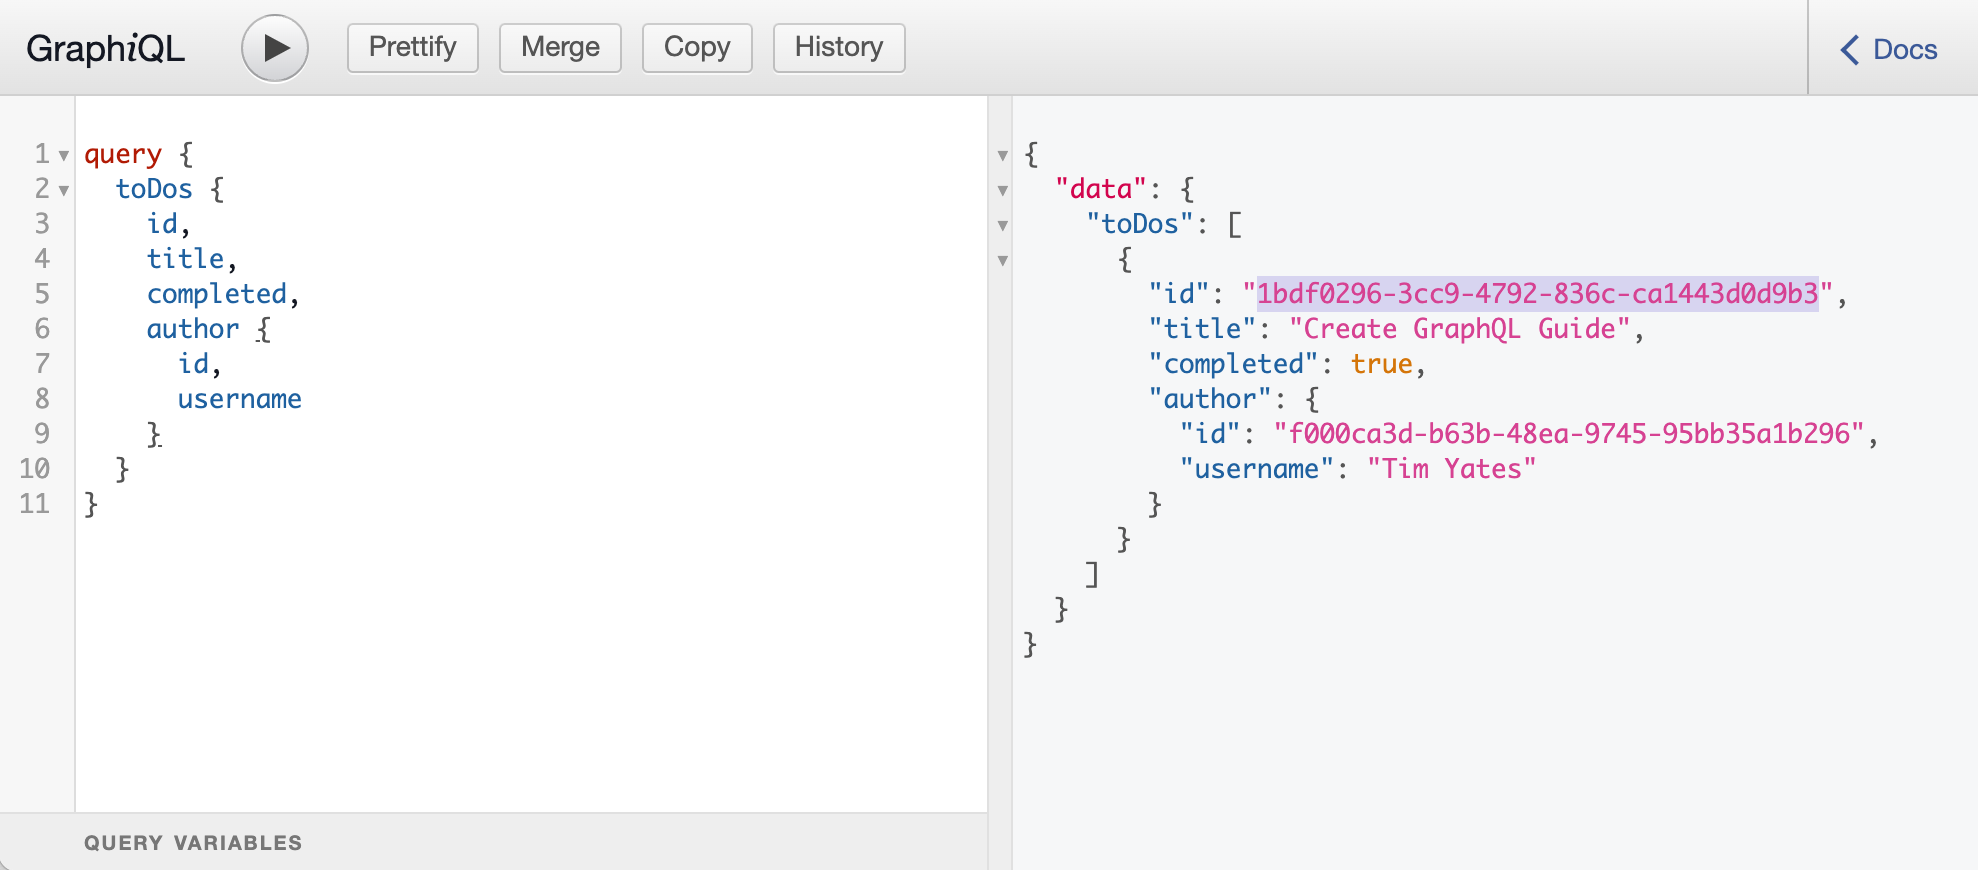 GraphiQL Prettify Merge Copy History Docs
1 query {
2 toDos {
3 id,
4 title,
5 completed,
6 author {
7 id,
8 username
9 }
10 }
11 }
QUERY VARIABLES
{
"data": {
"toDos": [
{
"id": "1bdf0296-3cc9-4792-836c-ca1443d0d9b3",
"title": "Create GraphQL Guide",
"completed": true,
"author": {
"id": "f000ca3d-b63b-48ea-9745-95bb35a1b296",
"username": "Tim Yates"
}
}
]
}
}